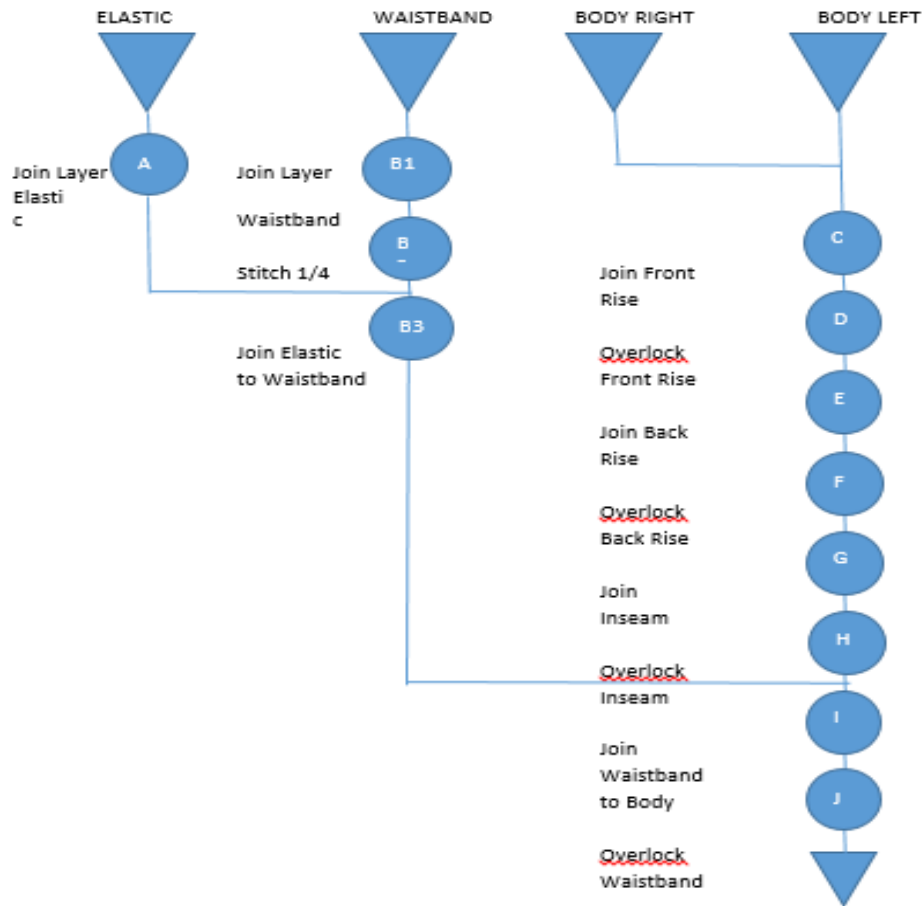 ELASTIC
WAISTBAND
BODY RIGHT
BODY LEFT
A
Join Layer
Elasti
c
B1
Join Layer
Waistband
B
-
Stitch 1/4
B3
Join Elastic
to Waistband
C
Join Front
Rise
D
Overlock
Front Rise
E
Join Back
Rise
F
Overlock
Back Rise
G
Join
Inseam
H
Overlock
Inseam
I
Join
Waistband
to Body
J
Overlock
Waistband